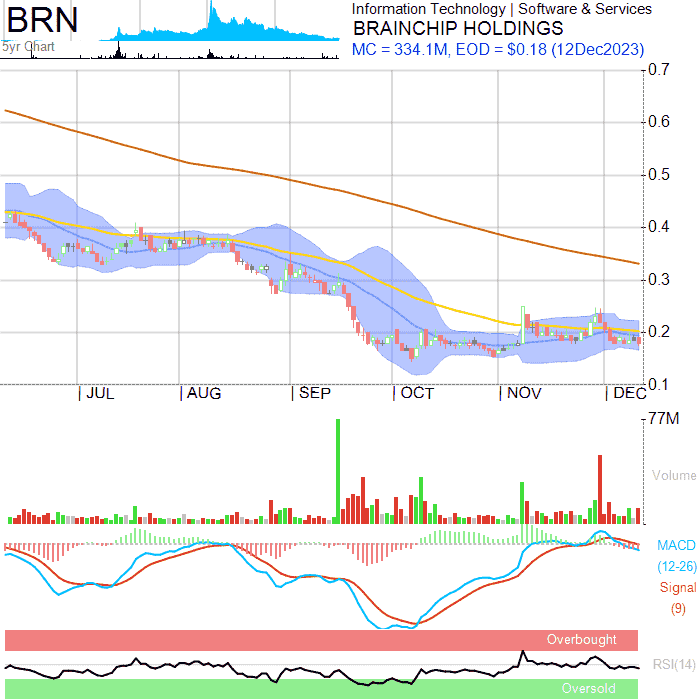 BRN
5yr Chart
Information Technology | Software & Services
BRAINCHIP HOLDINGS
MC = 334.1M, EOD = $0.18 (12Dec2023)
0.7
0.6
0.5
0.4
0.3
0.2
0.1
JUL AUG SEP OCT NOV DEC
77M
Volume
MACD
(12-26)
Signal
(9)
Overbought
RSI(14)
Oversold